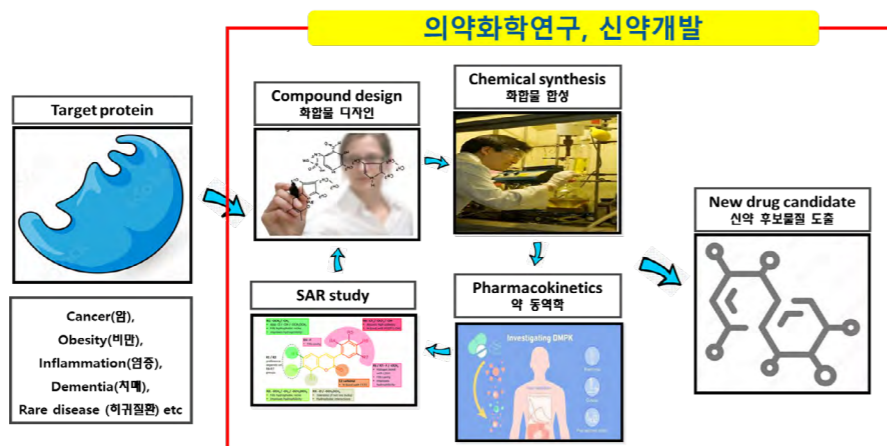 의약화학연구, 신약개발
Target protein
Cancer(암),
Obesity(비만),
Inflammation(염증),
Dementia(치매),
Rare disease (희귀질환) etc
Compound design
화합물 디자인
Chemical synthesis
화합물 합성
SAR study
Pharmacokinetics
약 동역학
Investigating DMPK
New drug candidate
신약 후보물질 도출